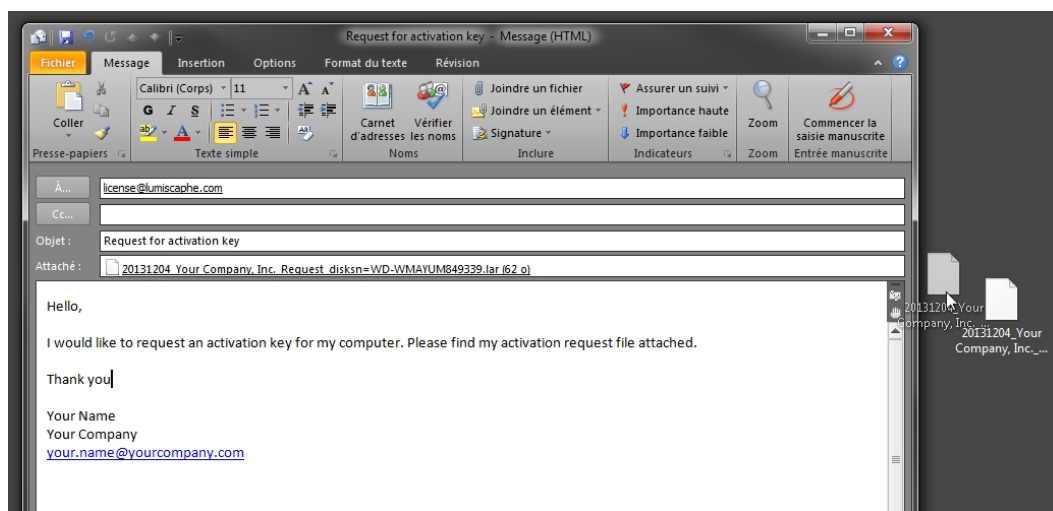 Request for activation key - Message (HTML)
Fichier Message Insertion Options Format du texte Révision
Calibri (Corps) 11
Coller
G I S
Carnet d'adresses
Vérifier les noms
Joindre un fichier
Joindre un élément
Signature
Assurer un suivi
Importance haute
Importance faible
Zoom
Commencer la saisie manuscrite
Presse-papiers Texte simple Noms Inclure Indicateurs Zoom Entrée manuscrite
À... license@lumiscaphe.com
Cc...
Objet : Request for activation key
Attaché : 20131204_Your Company, Inc._Request_disksn=WD-WMAYUM849339.lar (62 o)
Hello,
I would like to request an activation key for my computer. Please find my activation request file attached.
Thank you
Your Name
Your Company
your.name@yourcompany.com
20131204_Your
Company, Inc._...
20131204_Your
Company, Inc._...